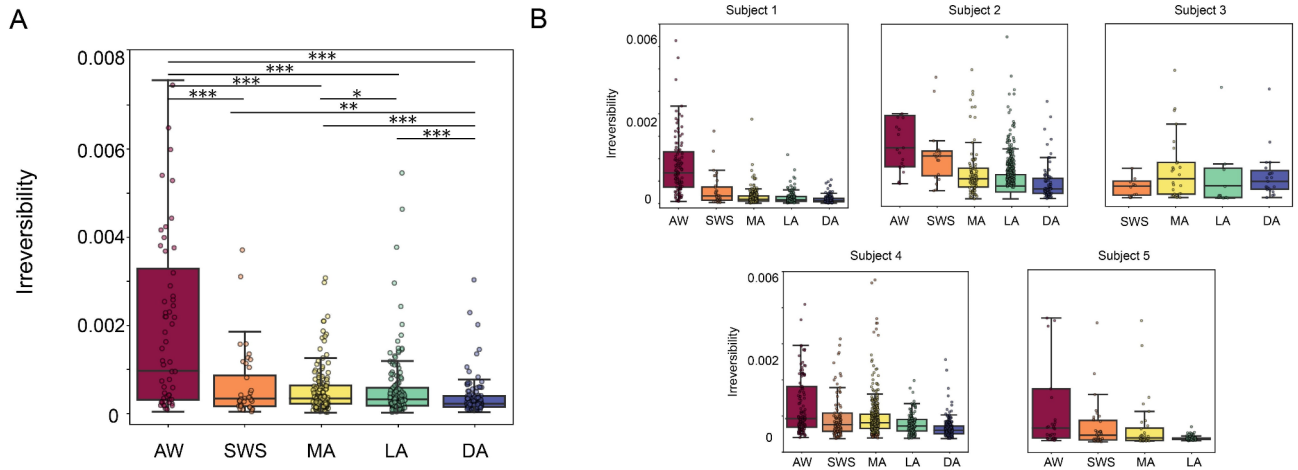 A
0.008
0.008
0.004
0.002
0
Irreversibility
***
***
***
***
*
**
***
***
AW SWS MA LA DA
B
Subject 1
0.006
0.002
0
Irreversibility
AW SWS MA LA DA
Subject 2
AW SWS MA LA DA
Subject 3
SWS MA LA DA
Subject 4
0.006
0.002
0
Irreversibility
AW SWS MA LA DA
Subject 5
AW SWS MA LA